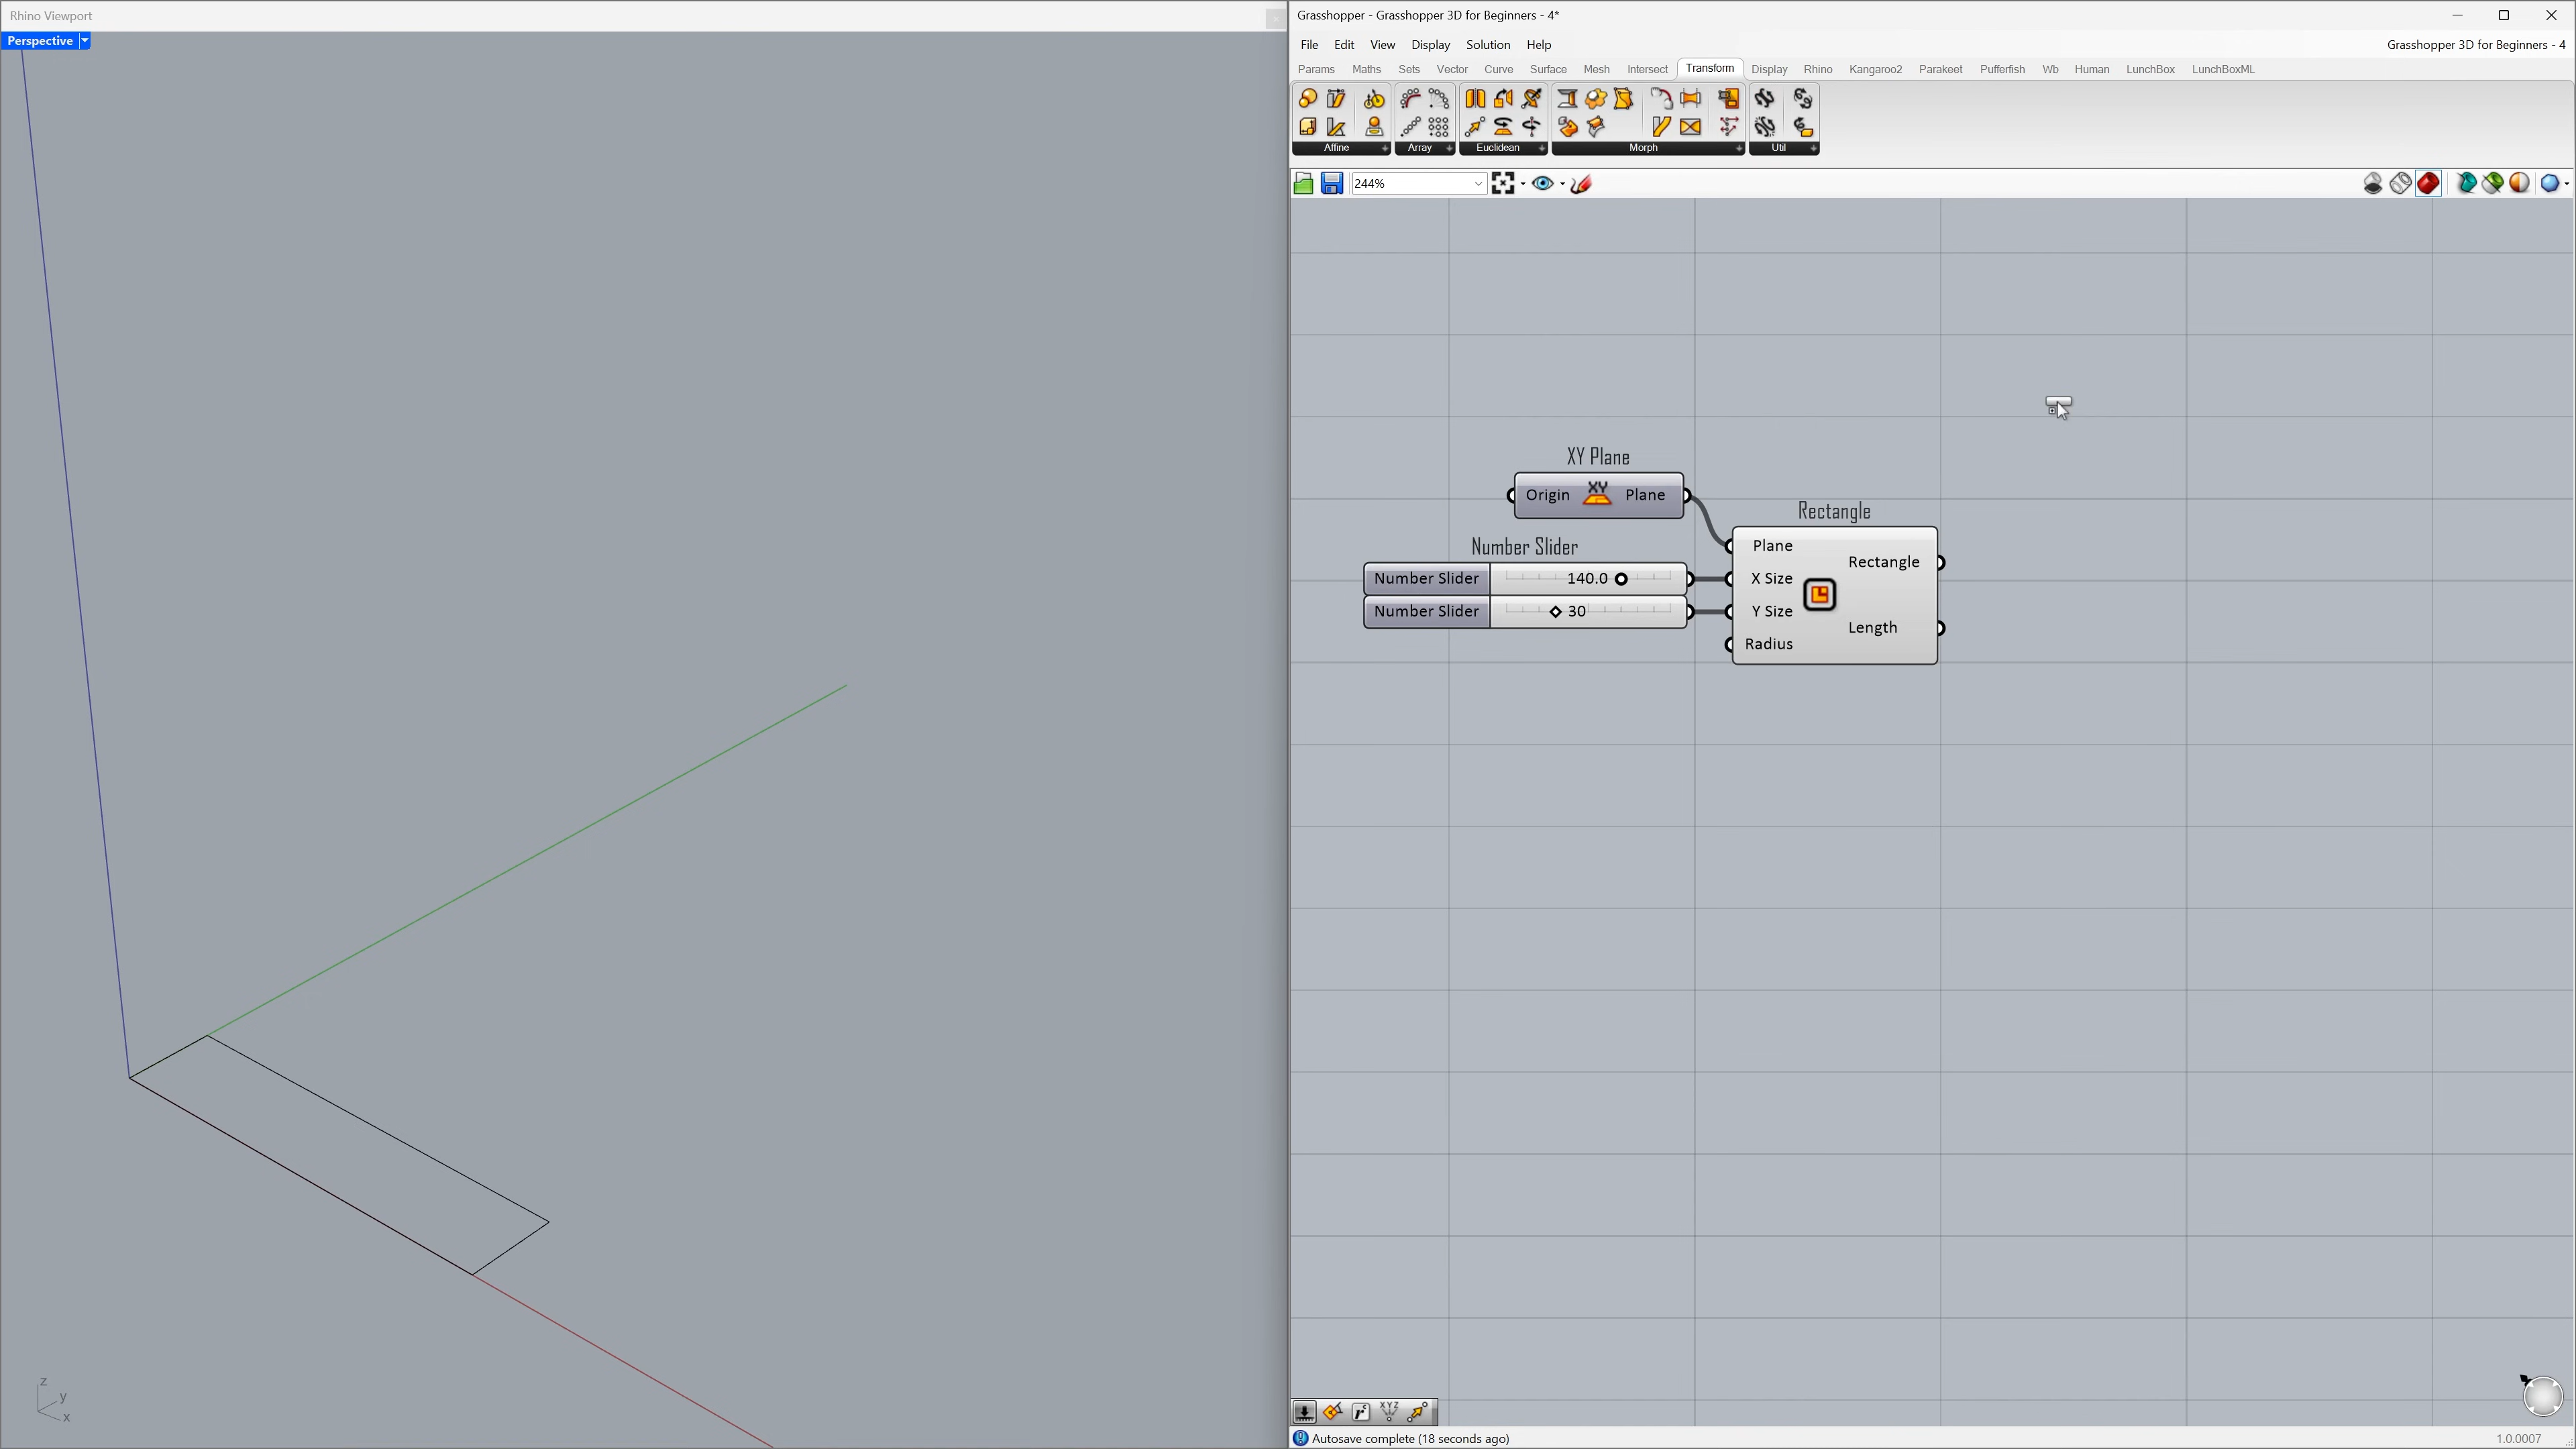 Rhino Viewport
Perspective
z
y
x
Grasshopper - Grasshopper 3D for Beginners - 4*
File Edit View Display Solution Help
Grasshopper 3D for Beginners - 4
Params Maths Sets Vector Curve Surface Mesh Intersect Transform Display Rhino Kangaroo2 Parakeet Pufferfish Wb Human LunchBox LunchBoxML
Affine Array Euclidean Morph Util
244%
XY Plane
Origin XY Plane
Number Slider
Number Slider 140.0
Number Slider 30
Rectangle
Plane
X Size
Y Size
Radius
Rectangle
Length
XYZ
Autosave complete (18 seconds ago)
1.0.0007